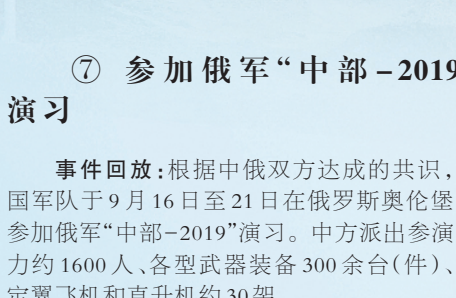 ⑦ 参加俄军“中部-2019
演习
事件回放:根据中俄双方达成的共识,
国军队于9月16日至21日在俄罗斯奥伦堡
参加俄军“中部-2019”演习。中方派出参演
力约1600人、各型武器装备300余台(件)、
定翼飞机和直升机约30架